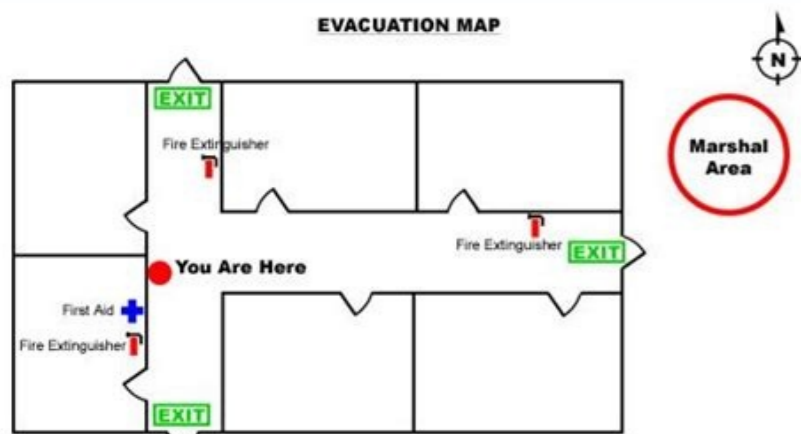 EVACUATION MAP
N
EXIT
Marshal
Area
Fire Extinguisher
Fire Extinguisher
EXIT
You Are Here
First Aid
Fire Extinguisher
EXIT